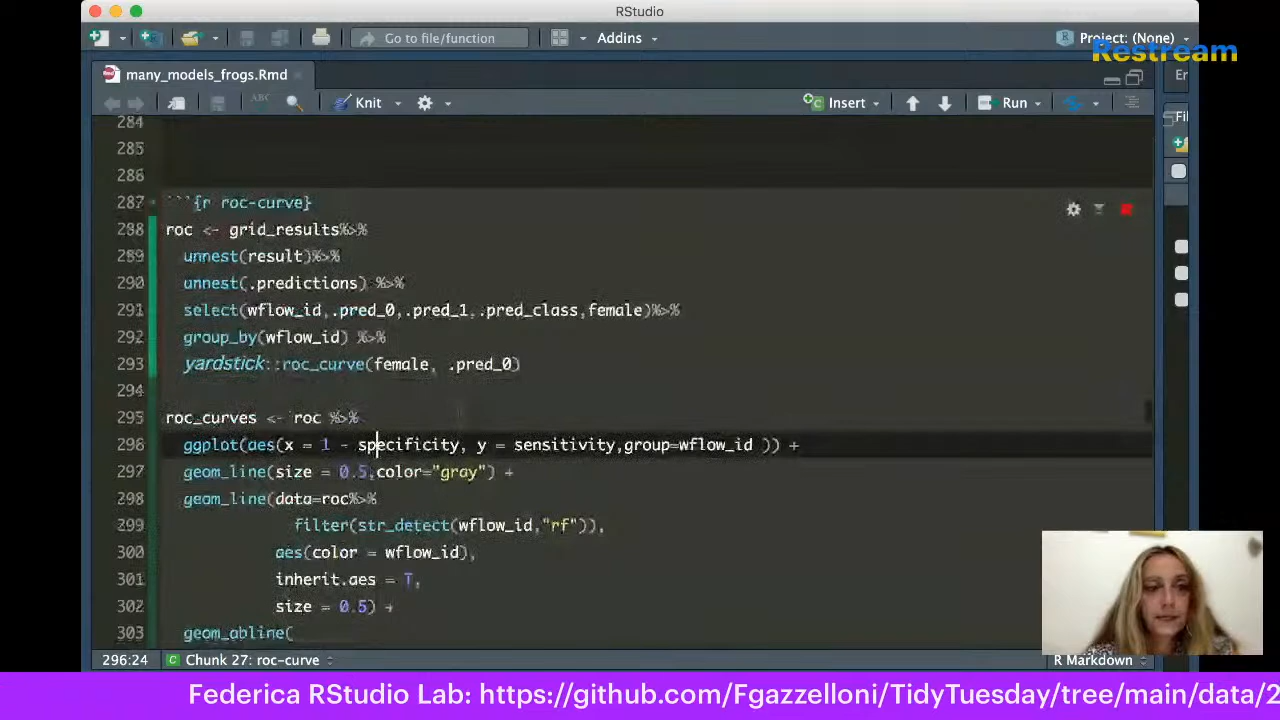 RStudio
Go to file/function
Addins
Project: (None)
Restream
many_models_frogs.Rmd
ABC
Knit
Insert
Run
284
285
286
287 ```{r roc-curve}
288 roc <- grid_results%>%
289 unnest(result)%>%
290 unnest(.predictions) %>%
291 select(wflow_id,.pred_0,.pred_1,.pred_class,female)%>%
292 group_by(wflow_id) %>%
293 yardstick::roc_curve(female, .pred_0)
294
295 roc_curves <- roc %>%
296 ggplot(aes(x = 1 - specificity, y = sensitivity,group=wflow_id )) +
297 geom_line(size = 0.5,color="gray") +
298 geom_line(data=roc%>%
299 filter(str_detect(wflow_id,"rf")),
300 aes(color = wflow_id),
301 inherit.aes = T,
302 size = 0.5) +
303 geom_abline(
296:24
Chunk 27: roc-curve
R Markdown
Federica RStudio Lab: https://github.com/Fgazzelloni/TidyTuesday/tree/main/data/2